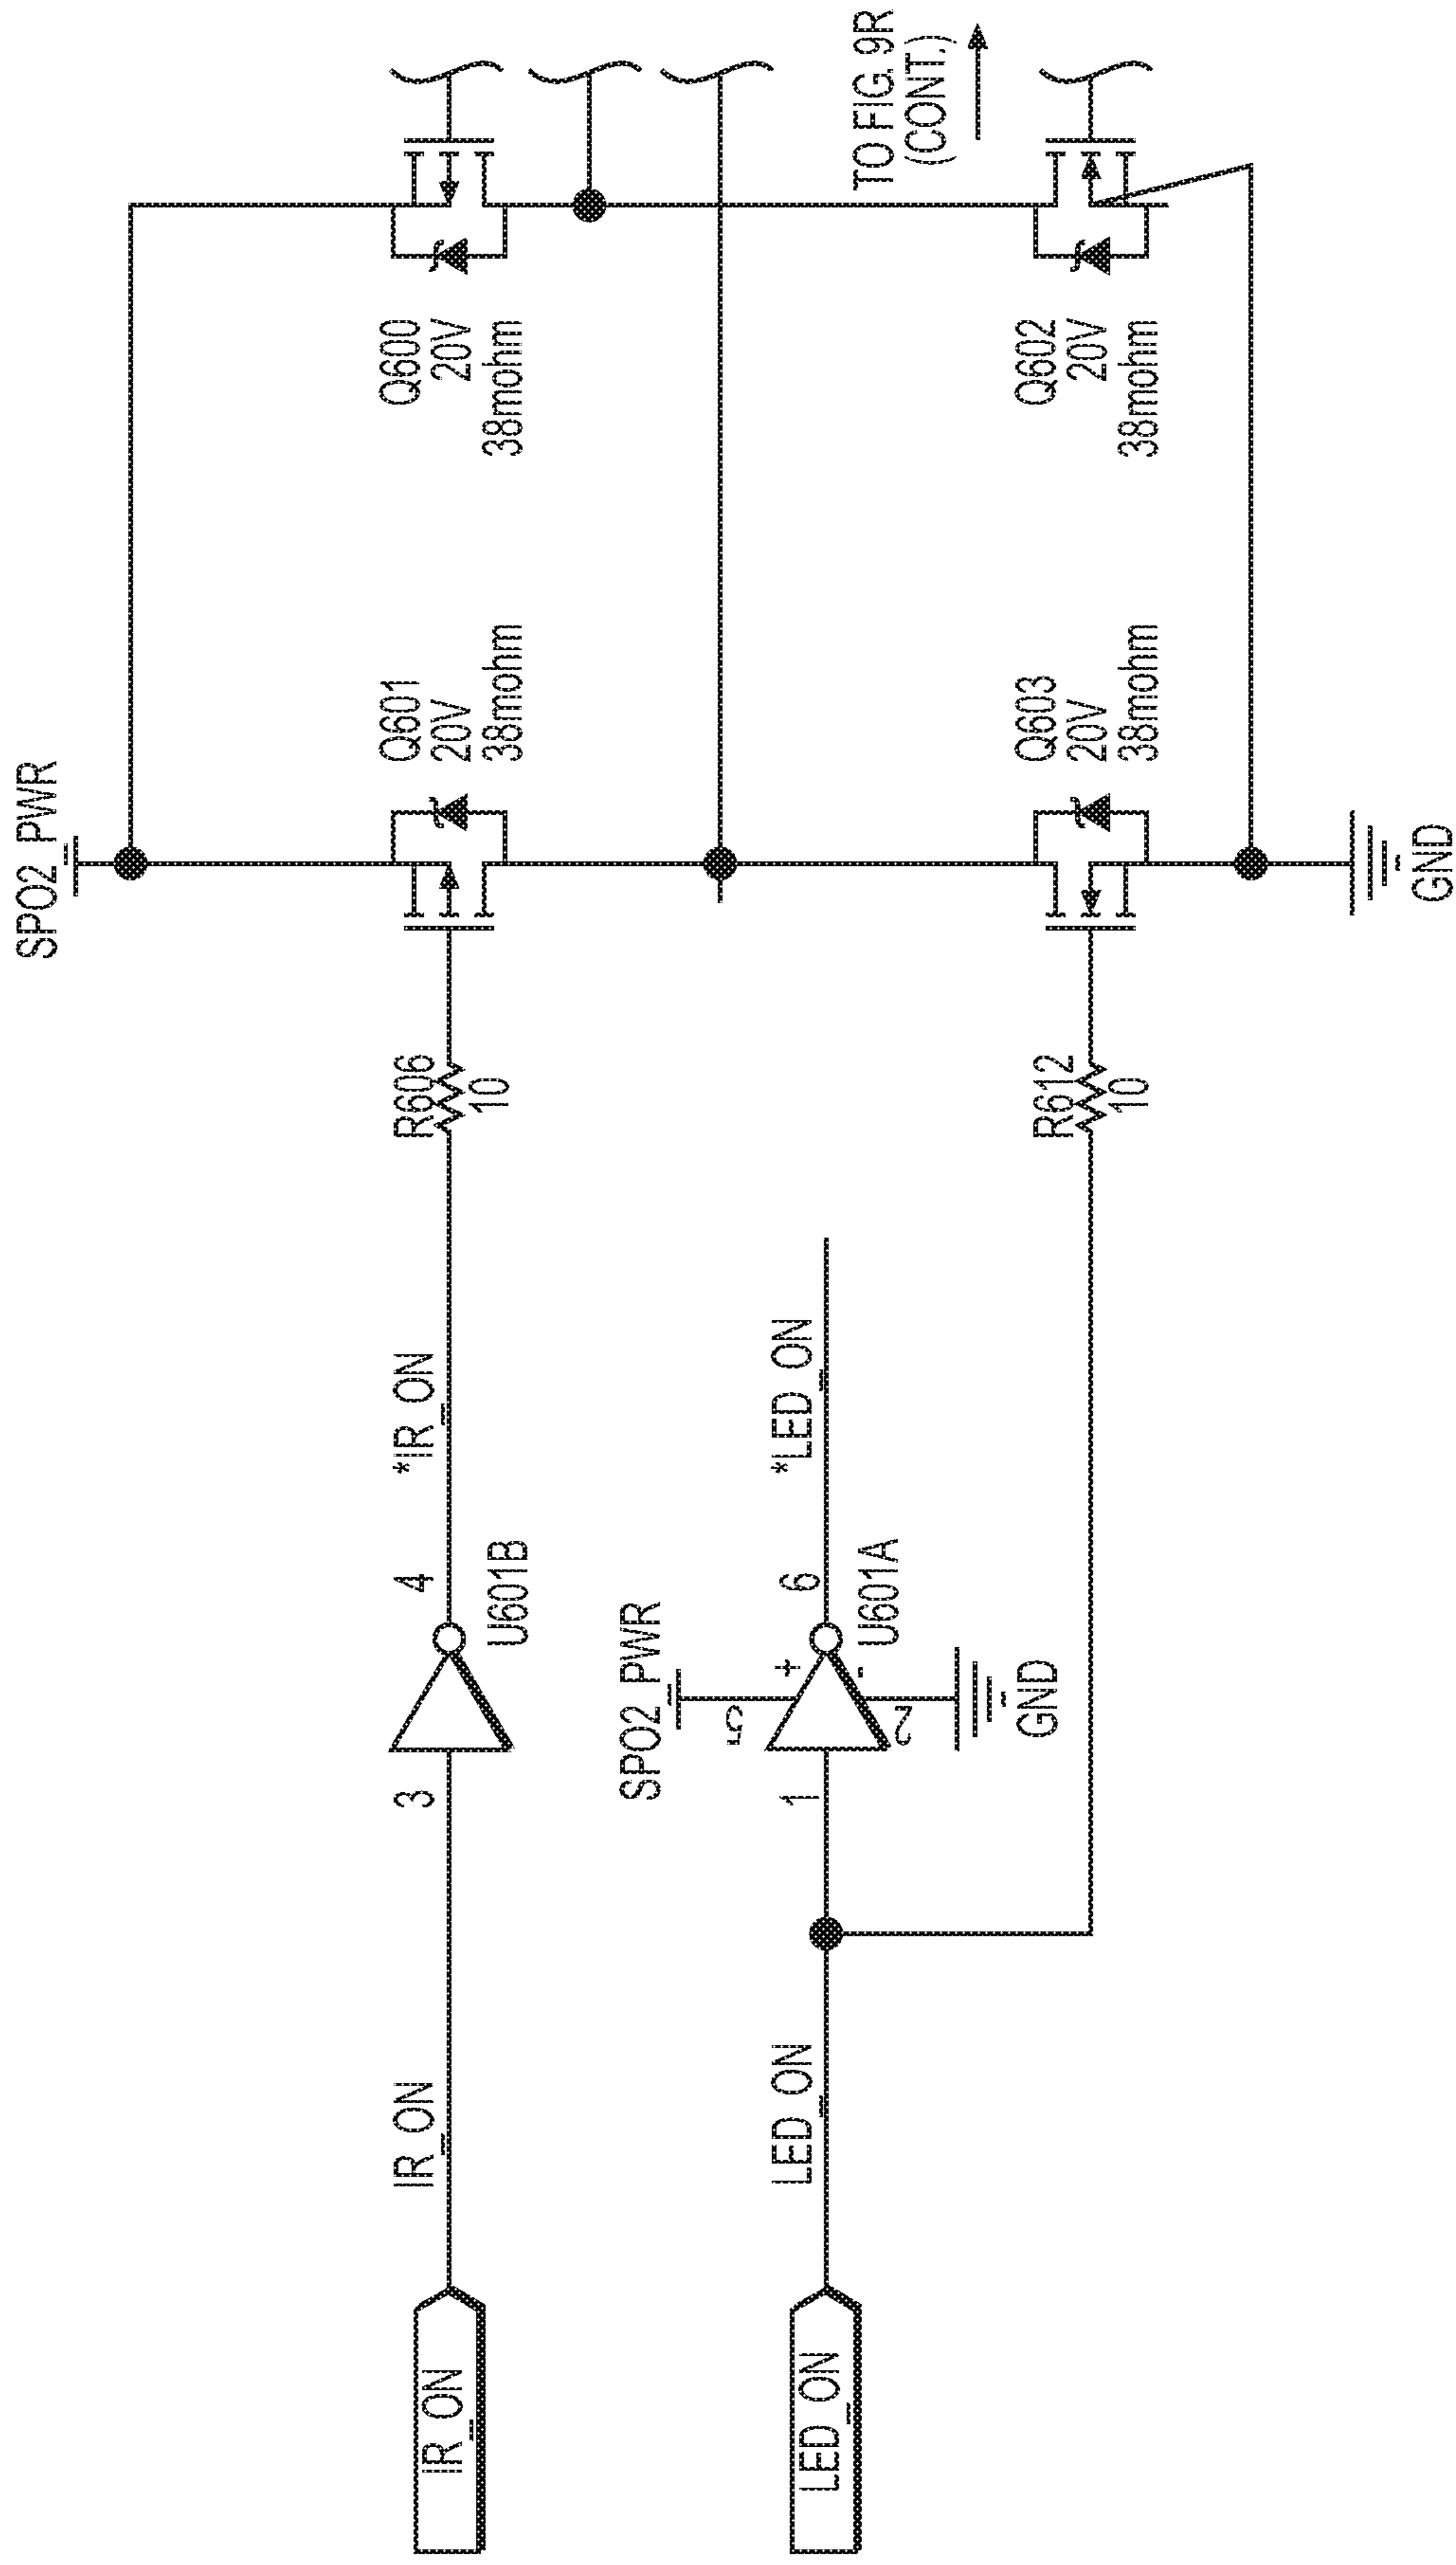 SPO2_PWR
Q601
20V
38mohm
Q600
20V
38mohm
IR_ON
IR_ON
3
4
U601B
*IR_ON
R606
10
SPO2_PWR
5
LED_ON
LED_ON
1
+
6
-
2
U601A
*LED_ON
GND
TO FIG. 9R
(CONT.)
R612
10
Q603
20V
38mohm
Q602
20V
38mohm
GND